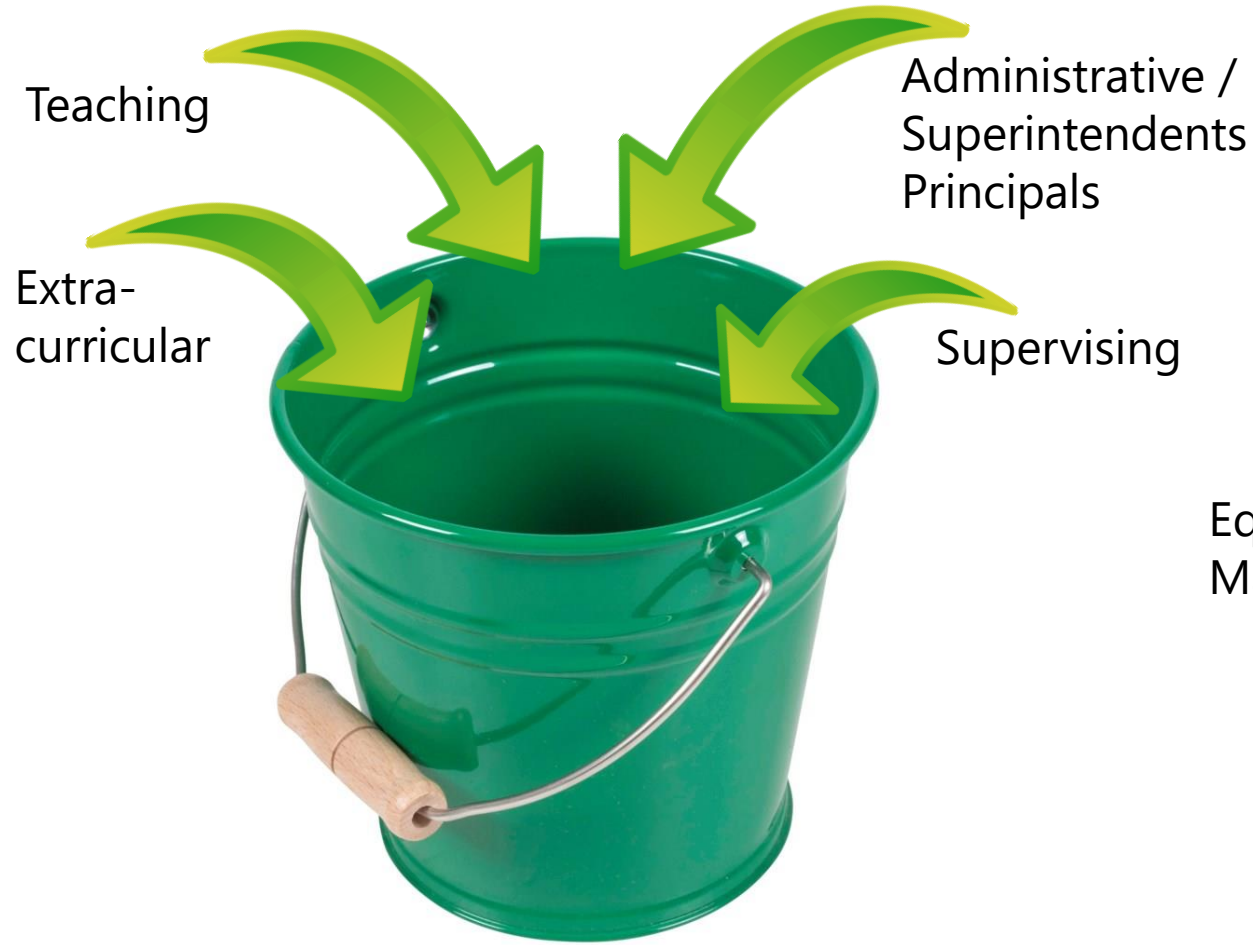 Teaching
Administrative /
Superintendents
Principals
Extra-
curricular
Supervising